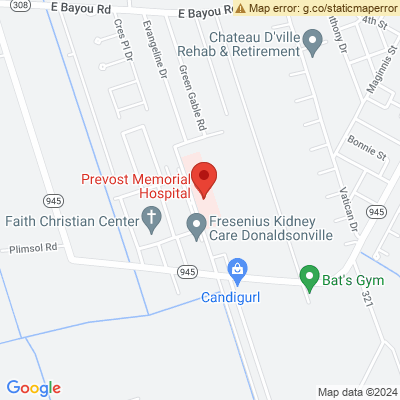 Map error: g.co/staticmaperror
308
E Bayou Rd
E Bayou Rd
Cres Pl Dr
Evangeline Dr
Green Gable Rd
Chateau D'ville
Rehab & Retirement
4th St
Maginnis St
nthony Dr
Bonnie St
Vatican Dr
Prevost Memorial
Hospital
945
945
Faith Christian Center
Fresenius Kidney
Care Donaldsonville
Plimsol Rd
945
Candigurl
Bat's Gym
321
Google
Map data ©2024